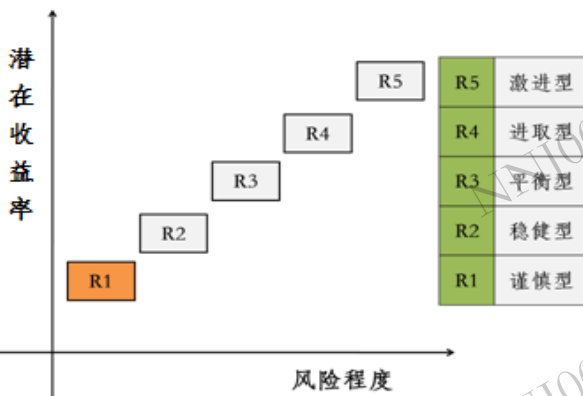 潜在收益率
R5
R4
R3
R2
R1
风险程度
R5 激进型
R4 进取型
R3 平衡型
R2 稳健型
R1 谨慎型